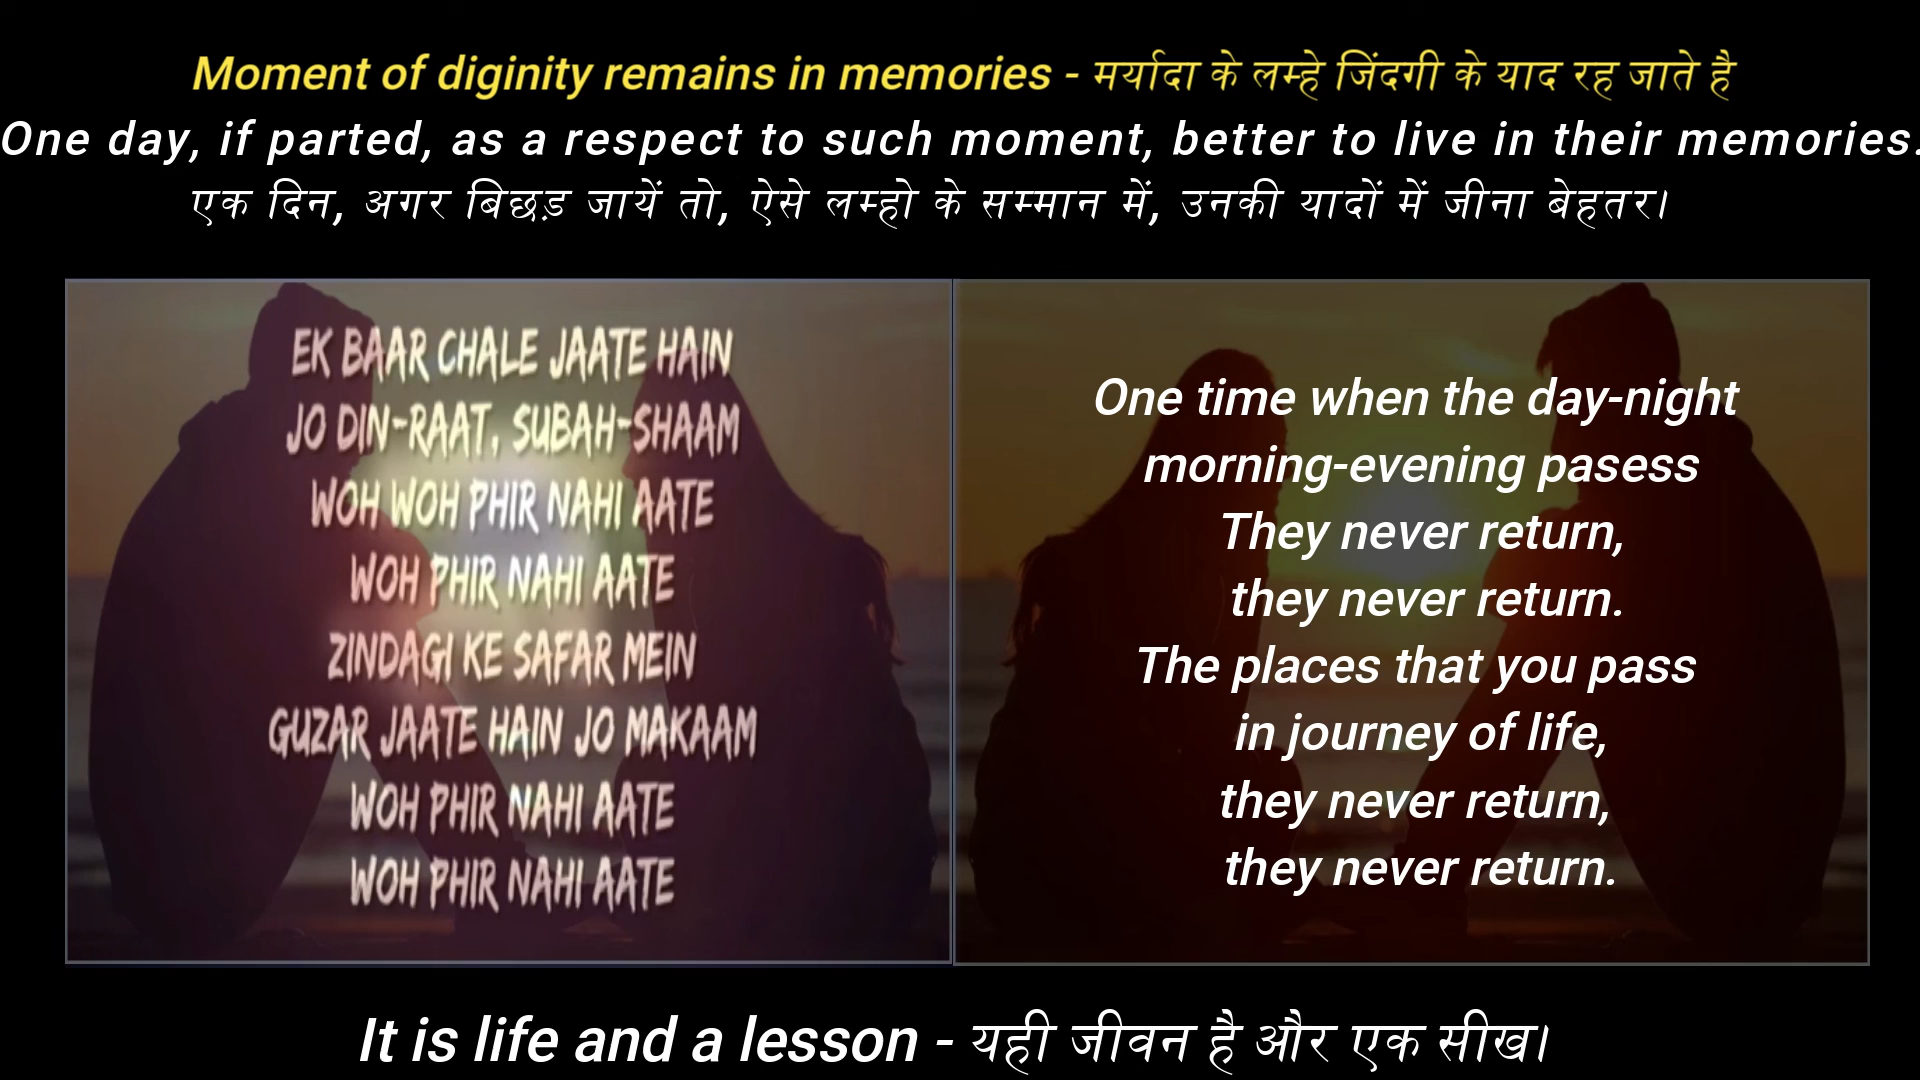 Moment of diginity remains in memories - मर्यादा के लम्हे जिंदगी के याद रह जाते है
One day, if parted, as a respect to such moment, better to live in their memories.
एक दिन, अगर बिछड़ जायें तो, ऐसे लम्हो के सम्मान में, उनकी यादों में जीना बेहतर।
EK BAAR CHALE JAATE HAIN
JO DIN-RAAT, SUBAH-SHAAM
WOH WOH PHIR NAHI AATE
WOH PHIR NAHI AATE
ZINDAGI KE SAFAR MEIN
GUZAR JAATE HAIN JO MAKAAM
WOH PHIR NAHI AATE
WOH PHIR NAHI AATE
One time when the day-night
morning-evening pasess
They never return,
they never return.
The places that you pass
in journey of life,
they never return,
they never return.
It is life and a lesson - यही जीवन है और एक सीख।